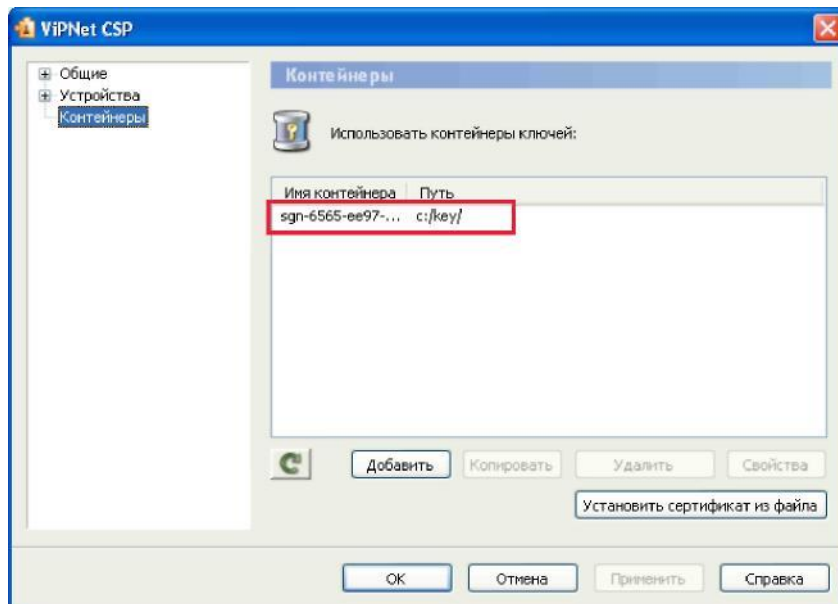 ViPNet CSP
Общие
Устройства
Контейнеры
Контейнеры
Использовать контейнеры ключей:
Имя контейнера Путь
sgn-6565-ee97-... c:/key/
Добавить Копировать Удалить Свойства
Установить сертификат из файла
ОК Отмена Применить Справка